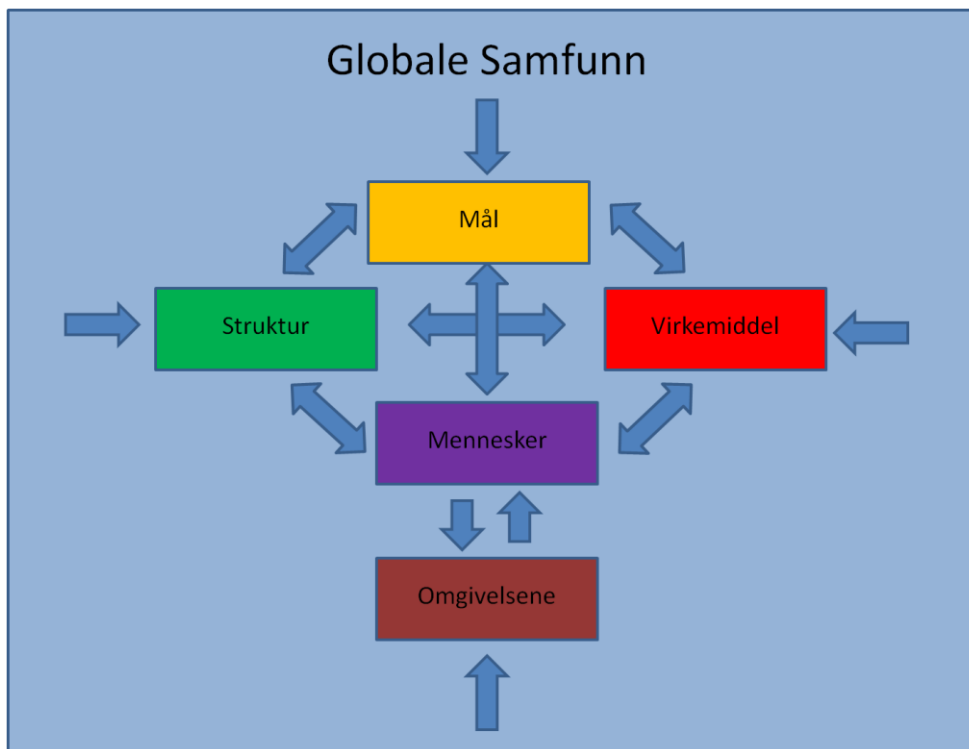 Globale Samfunn
Mål
Struktur
Virkemiddel
Mennesker
Omgivelsene